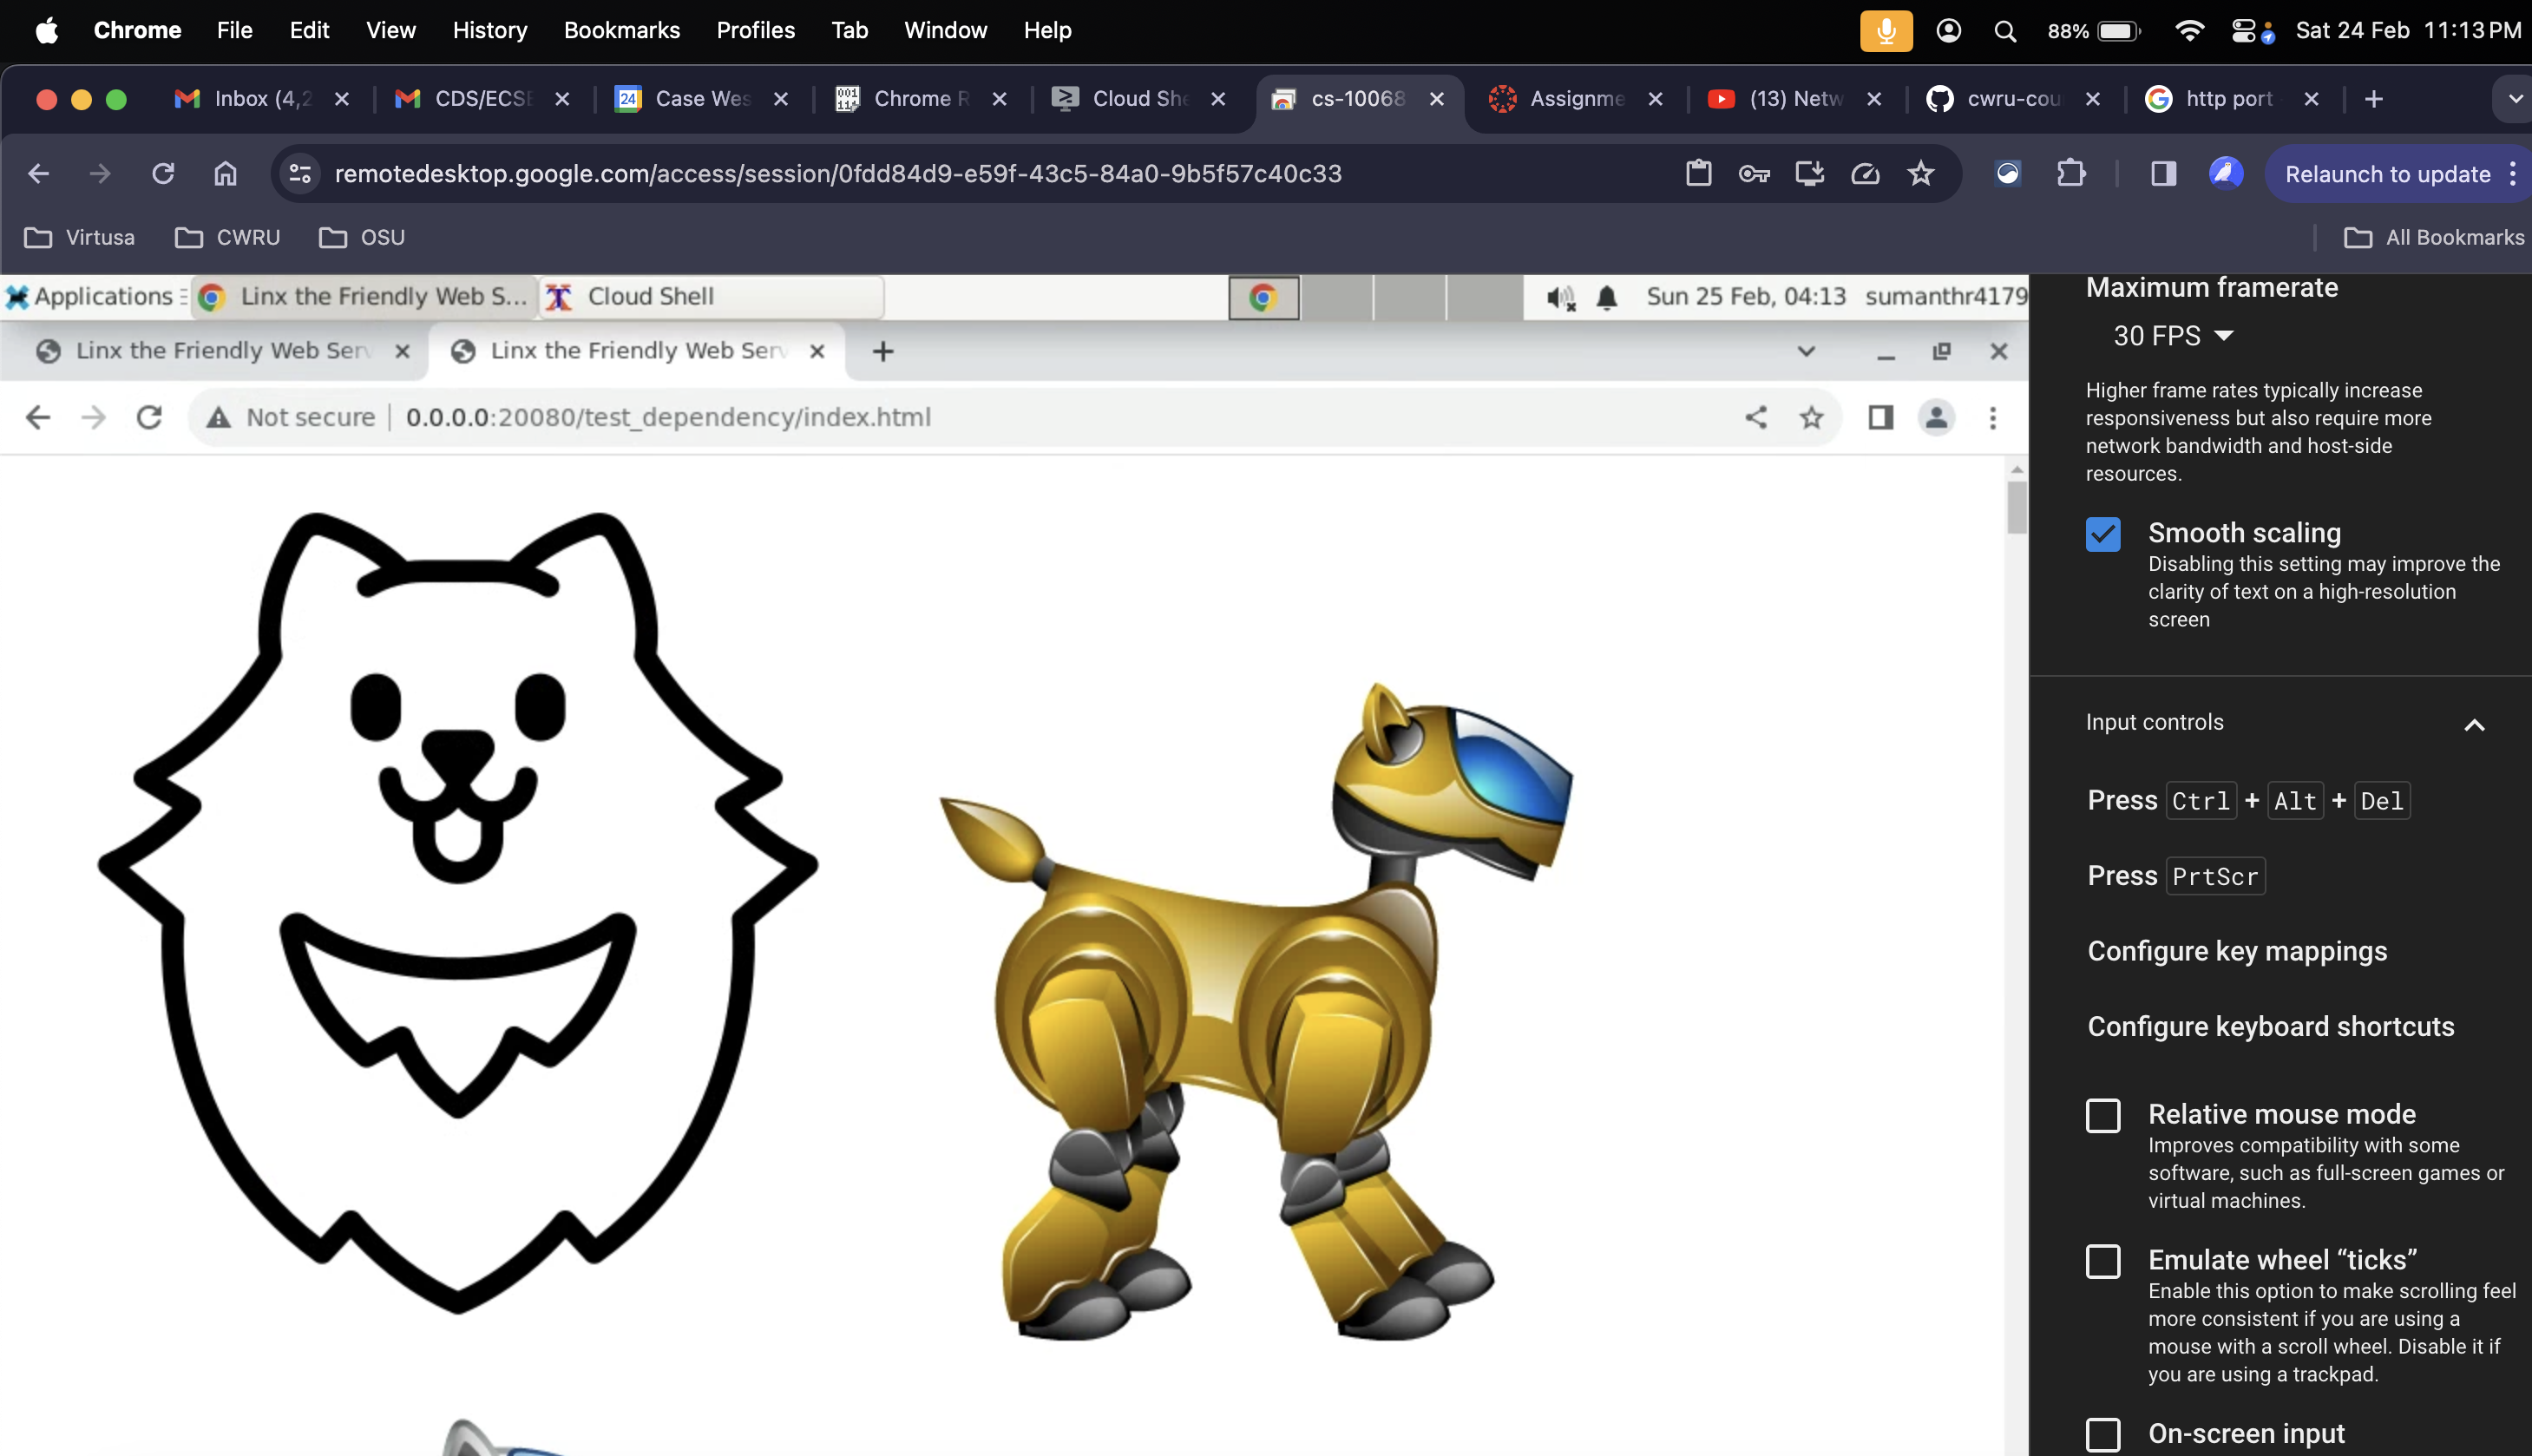 Chrome File Edit View History Bookmarks Profiles Tab Window Help 88% Sat 24 Feb 11:13 PM
Inbox (4,2 CDS/ECSE 24 Case Wes Chrome R Cloud She cs-10068 Assignme (13) Netw cwru-cou http port
remotedesktop.google.com/access/session/0fdd84d9-e59f-43c5-84a0-9b5f57c40c33 Relaunch to update
Virtusa CWRU OSU All Bookmarks
Applications Linx the Friendly Web S... Cloud Shell Sun 25 Feb, 04:13 sumanthr4179
Linx the Friendly Web Serv Linx the Friendly Web Serv
Not secure 0.0.0.0:20080/test_dependency/index.html
Maximum framerate
30 FPS
Higher frame rates typically increase
responsiveness but also require more
network bandwidth and host-side
resources.
Smooth scaling
Disabling this setting may improve the
clarity of text on a high-resolution
screen
Input controls
Press Ctrl + Alt + Del
Press PrtScr
Configure key mappings
Configure keyboard shortcuts
Relative mouse mode
Improves compatibility with some
software, such as full-screen games or
virtual machines.
Emulate wheel “ticks”
Enable this option to make scrolling feel
more consistent if you are using a
mouse with a scroll wheel. Disable it if
you are using a trackpad.
On-screen input